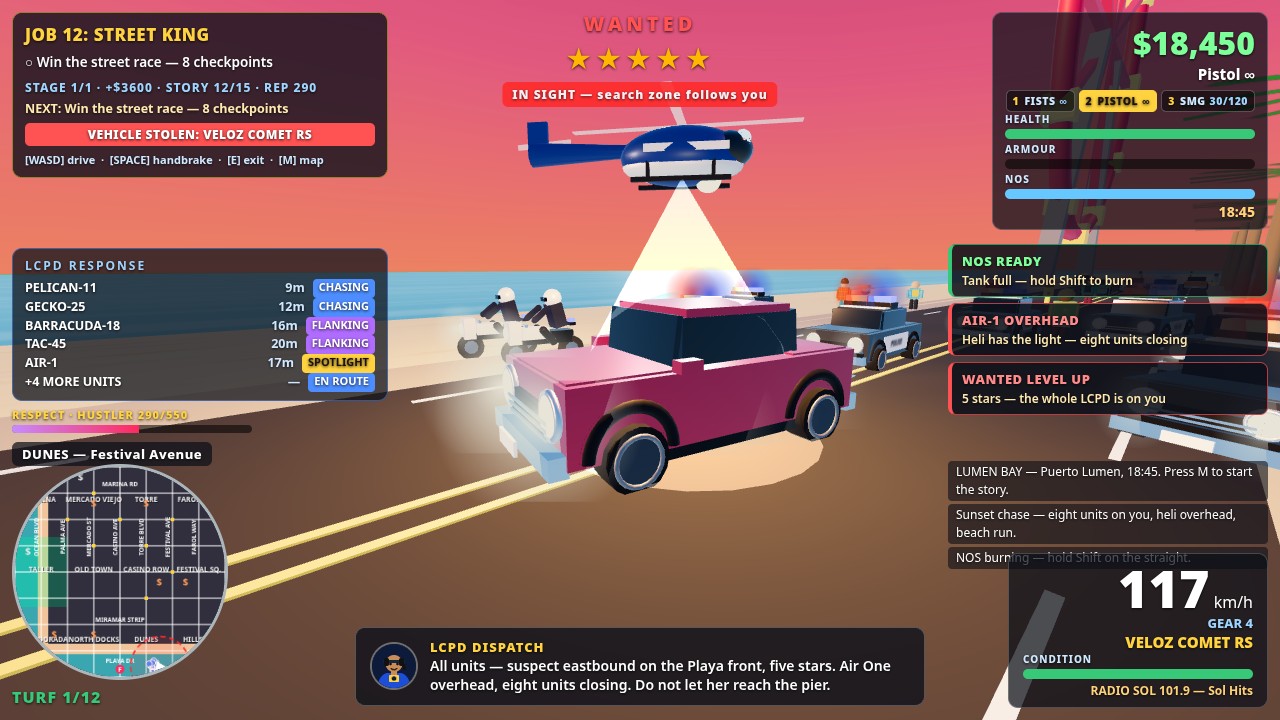 JOB 12: STREET KING
○ Win the street race — 8 checkpoints
STAGE 1/1 · +$3600 · STORY 12/15 · REP 290
NEXT: Win the street race — 8 checkpoints
VEHICLE STOLEN: VELOZ COMET RS
[WASD] drive · [SPACE] handbrake · [E] exit · [M] map
WANTED
★★★★★
IN SIGHT — search zone follows you
$18,450
Pistol ∞
1 FISTS ∞ 2 PISTOL ∞ 3 SMG 30/120
HEALTH
ARMOUR
NOS
18:45
LCPD RESPONSE
PELICAN-11 9m CHASING
GECKO-25 12m CHASING
BARRACUDA-18 16m FLANKING
TAC-45 20m FLANKING
AIR-1 17m SPOTLIGHT
+4 MORE UNITS — EN ROUTE
RESPECT · HUSTLER 290/550
DUNES — Festival Avenue
NOS READY
Tank full — hold Shift to burn
AIR-1 OVERHEAD
Heli has the light — eight units closing
WANTED LEVEL UP
5 stars — the whole LCPD is on you
LUMEN BAY — Puerto Lumen, 18:45. Press M to start
the story.
Sunset chase — eight units on you, heli overhead,
beach run.
NOS burning — hold Shift on the straight.
MARINA RD
MERCADO VIEJO TORRE
OCEAN BLVD
PALMA AVE
MERCADO ST
CASINO AVE
TORRE BLVD
FESTIVAL AVE
FAROL WAY
OLD TOWN CASINO ROW FESTIVAL SQ
MIRAMAR STRIP
NORTH DOCKS DUNES HILL
TURF 1/12
LCPD DISPATCH
All units — suspect eastbound on the Playa front, five stars. Air One
overhead, eight units closing. Do not let her reach the pier.
117 km/h
GEAR 4
VELOZ COMET RS
CONDITION
RADIO SOL 101.9 — Sol Hits